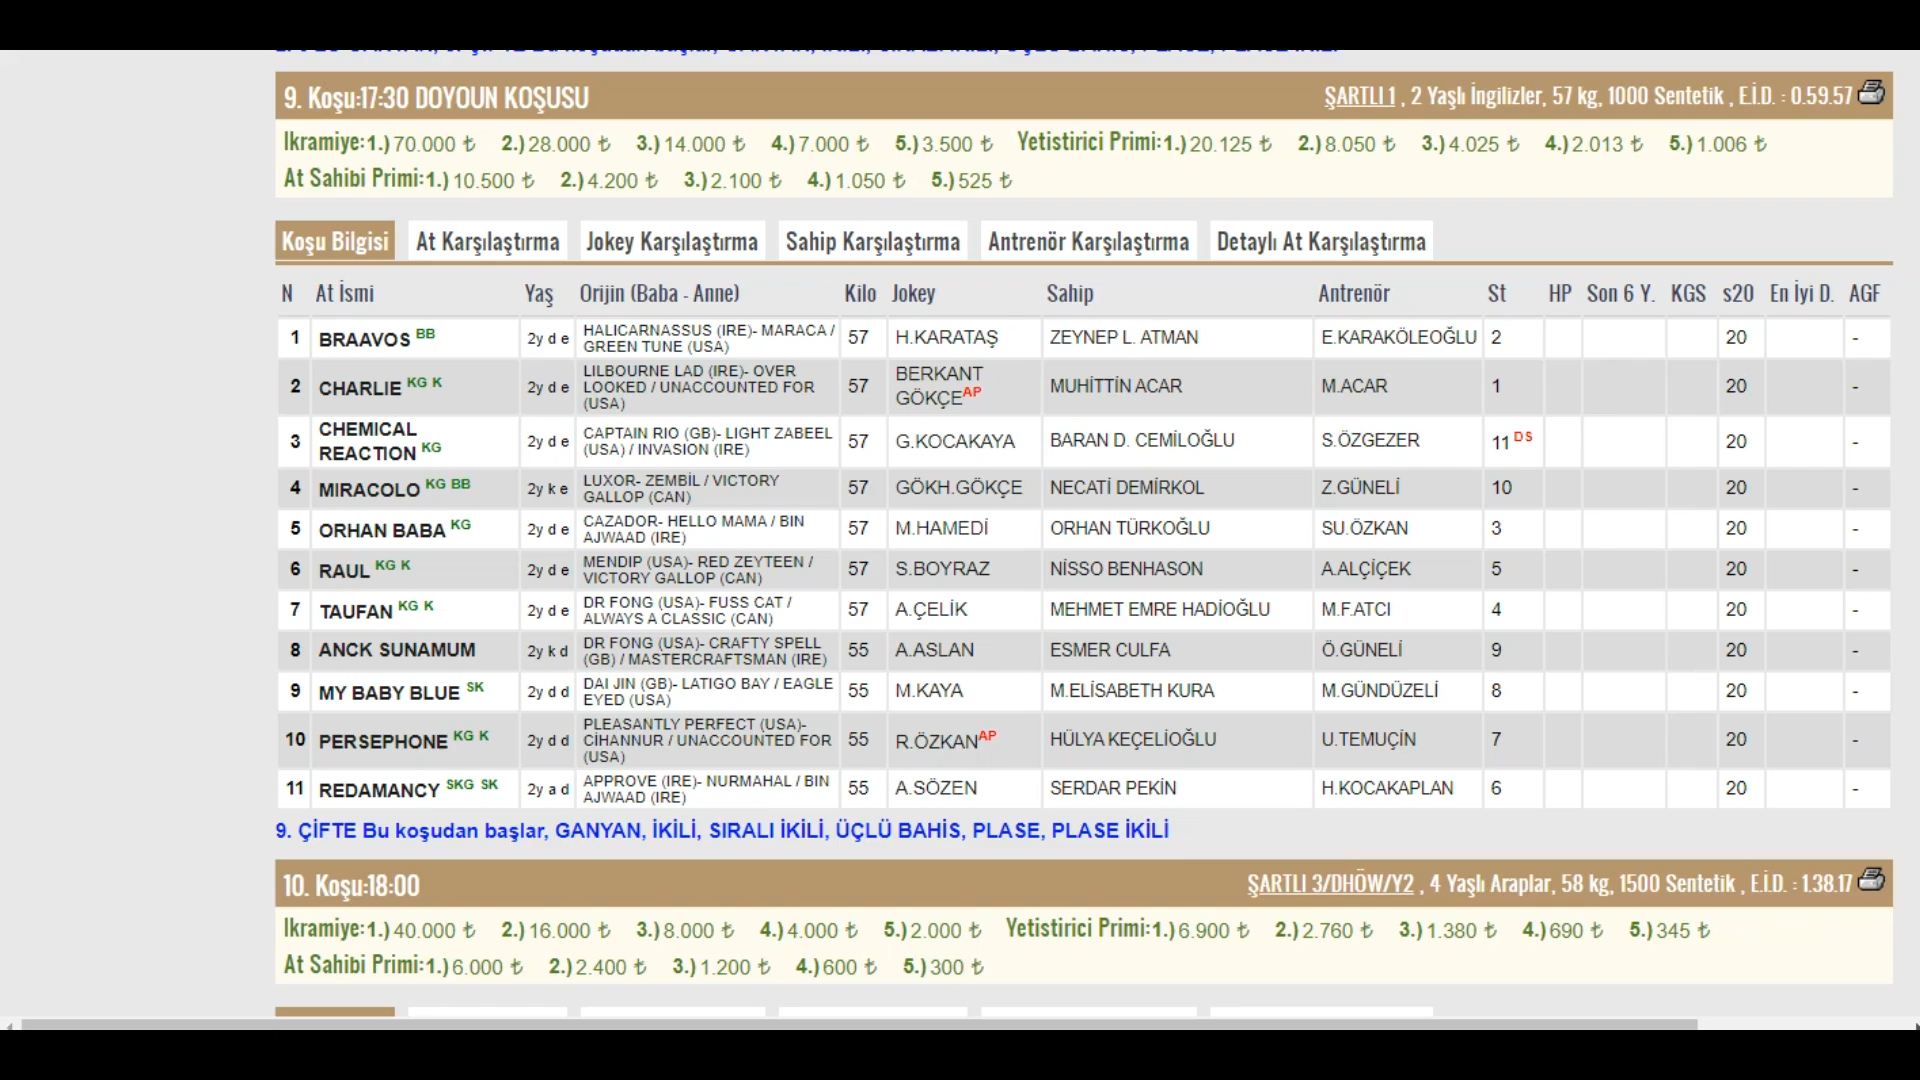 9. Koşu:17:30 DOYOUN KOŞUSU ŞARTLI 1 , 2 Yaşlı İngilizler, 57 kg, 1000 Sentetik , E.İ.D. : 0.59.57
İkramiye:1.) 70.000 ₺ 2.) 28.000 ₺ 3.) 14.000 ₺ 4.) 7.000 ₺ 5.) 3.500 ₺ Yetistirici Primi:1.) 20.125 ₺ 2.) 8.050 ₺ 3.) 4.025 ₺ 4.) 2.013 ₺ 5.) 1.006 ₺
At Sahibi Primi:1.) 10.500 ₺ 2.) 4.200 ₺ 3.) 2.100 ₺ 4.) 1.050 ₺ 5.) 525 ₺
Koşu Bilgisi At Karşılaştırma Jokey Karşılaştırma Sahip Karşılaştırma Antrenör Karşılaştırma Detaylı At Karşılaştırma
N At İsmi Yaş Orijin (Baba - Anne) Kilo Jokey Sahip Antrenör St HP Son 6 Y. KGS s20 En İyi D. AGF
1 BRAAVOS BB 2y d e HALICARNASSUS (IRE)- MARACA / GREEN TUNE (USA) 57 H.KARATAŞ ZEYNEP L. ATMAN E.KARAKÖLEOĞLU 2 20 -
2 CHARLIE KG K 2y d e LILBOURNE LAD (IRE)- OVER LOOKED / UNACCOUNTED FOR (USA) 57 BERKANT GÖKÇE AP MUHİTTİN ACAR M.ACAR 1 20 -
3 CHEMICAL REACTION KG 2y d e CAPTAIN RIO (GB)- LIGHT ZABEEL (USA) / INVASION (IRE) 57 G.KOCAKAYA BARAN D. CEMİLOĞLU S.ÖZGEZER 11 DS 20 -
4 MIRACOLO KG BB 2y k e LUXOR- ZEMBİL / VICTORY GALLOP (CAN) 57 GÖKH.GÖKÇE NECATİ DEMİRKOL Z.GÜNELİ 10 20 -
5 ORHAN BABA KG 2y d e CAZADOR- HELLO MAMA / BIN AJWAAD (IRE) 57 M.HAMEDİ ORHAN TÜRKOĞLU SU.ÖZKAN 3 20 -
6 RAUL KG K 2y d e MENDIP (USA)- RED ZEYTEEN / VICTORY GALLOP (CAN) 57 S.BOYRAZ NİSSO BENHASON A.ALÇİÇEK 5 20 -
7 TAUFAN KG K 2y d e DR FONG (USA)- FUSS CAT / ALWAYS A CLASSIC (CAN) 57 A.ÇELİK MEHMET EMRE HADİOĞLU M.F.ATCI 4 20 -
8 ANCK SUNAMUM 2y k d DR FONG (USA)- CRAFTY SPELL (GB) / MASTERCRAFTSMAN (IRE) 55 A.ASLAN ESMER CULFA Ö.GÜNELİ 9 20 -
9 MY BABY BLUE SK 2y d d DAI JIN (GB)- LATIGO BAY / EAGLE EYED (USA) 55 M.KAYA M.ELİSABETH KURA M.GÜNDÜZELİ 8 20 -
10 PERSEPHONE KG K 2y d d PLEASANTLY PERFECT (USA)- CİHANNUR / UNACCOUNTED FOR (USA) 55 R.ÖZKAN AP HÜLYA KEÇELİOĞLU U.TEMUÇİN 7 20 -
11 REDAMANCY SKG SK 2y a d APPROVE (IRE)- NURMAHAL / BIN AJWAAD (IRE) 55 A.SÖZEN SERDAR PEKİN H.KOCAKAPLAN 6 20 -
9. ÇİFTE Bu koşudan başlar, GANYAN, İKİLİ, SIRALI İKİLİ, ÜÇLÜ BAHİS, PLASE, PLASE İKİLİ
10. Koşu:18:00 ŞARTLI 3/DHÖW/Y2 , 4 Yaşlı Araplar, 58 kg, 1500 Sentetik , E.İ.D. : 1.38.17
İkramiye:1.) 40.000 ₺ 2.) 16.000 ₺ 3.) 8.000 ₺ 4.) 4.000 ₺ 5.) 2.000 ₺ Yetistirici Primi:1.) 6.900 ₺ 2.) 2.760 ₺ 3.) 1.380 ₺ 4.) 690 ₺ 5.) 345 ₺
At Sahibi Primi:1.) 6.000 ₺ 2.) 2.400 ₺ 3.) 1.200 ₺ 4.) 600 ₺ 5.) 300 ₺